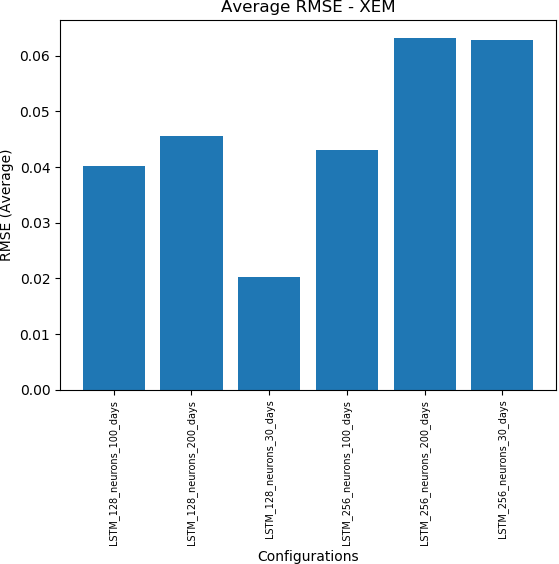 Average RMSE - XEM
RMSE (Average)
0.06
0.05
0.04
0.03
0.02
0.01
0.00
LSTM_128_neurons_100_days
LSTM_128_neurons_200_days
LSTM_128_neurons_30_days
LSTM_256_neurons_100_days
LSTM_256_neurons_200_days
LSTM_256_neurons_30_days
Configurations